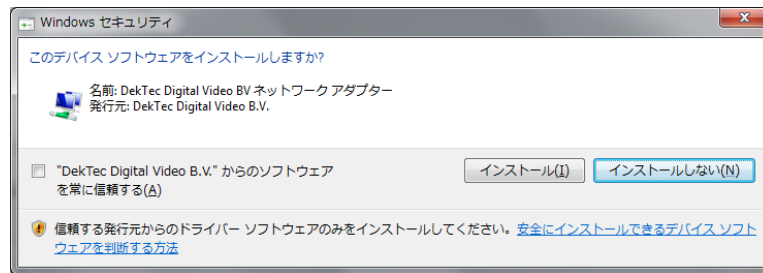 Windows セキュリティ
このデバイス ソフトウェアをインストールしますか?
名前: DekTec Digital Video BV ネットワーク アダプター
発行元: DekTec Digital Video B.V.
"DekTec Digital Video B.V." からのソフトウェア
を常に信頼する(A)
インストール(I)
インストールしない(N)
信頼する発行元からのドライバー ソフトウェアのみをインストールしてください。安全にインストールできるデバイス ソフト
ウェアを判断する方法